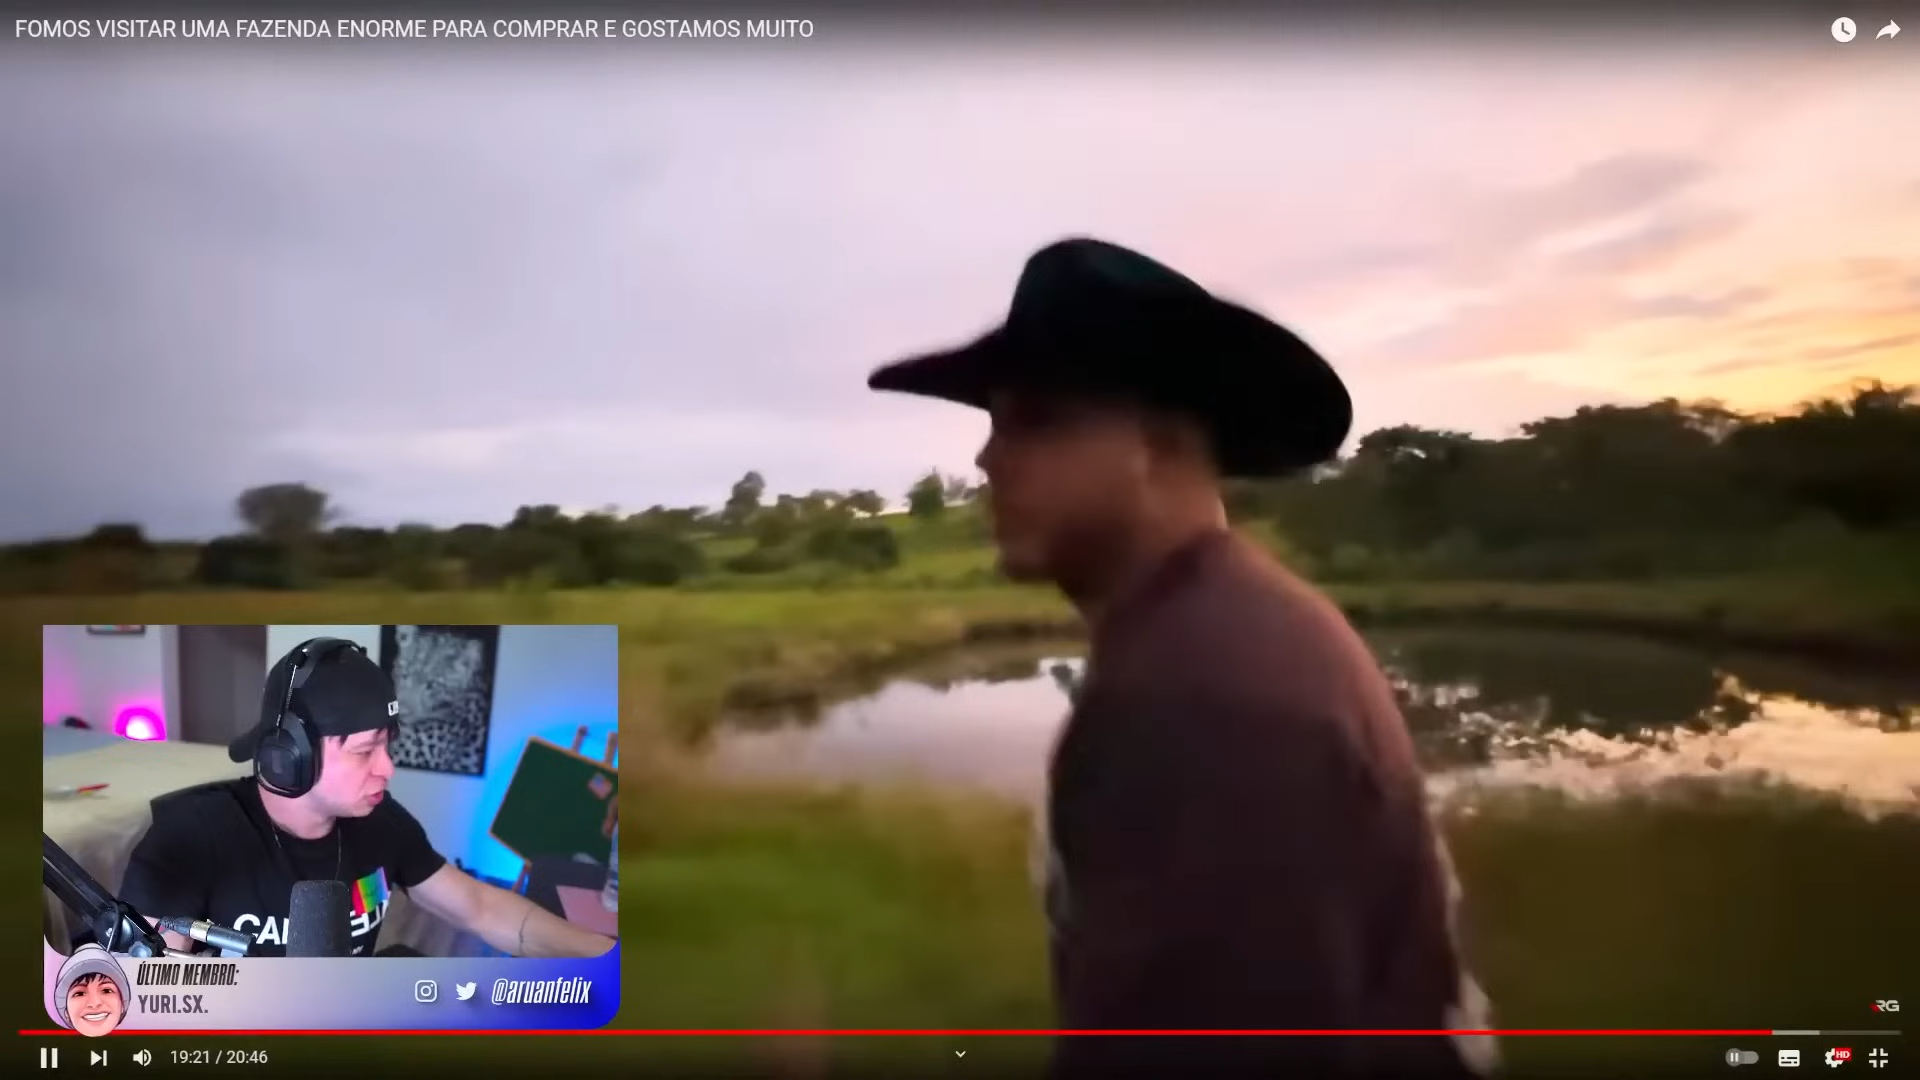 FOMOS VISITAR UMA FAZENDA ENORME PARA COMPRAR E GOSTAMOS MUITO
ÚLTIMO MEMBRO:
YURI.SX.
@aruanfelix
RG
19:21 / 20:46
HD